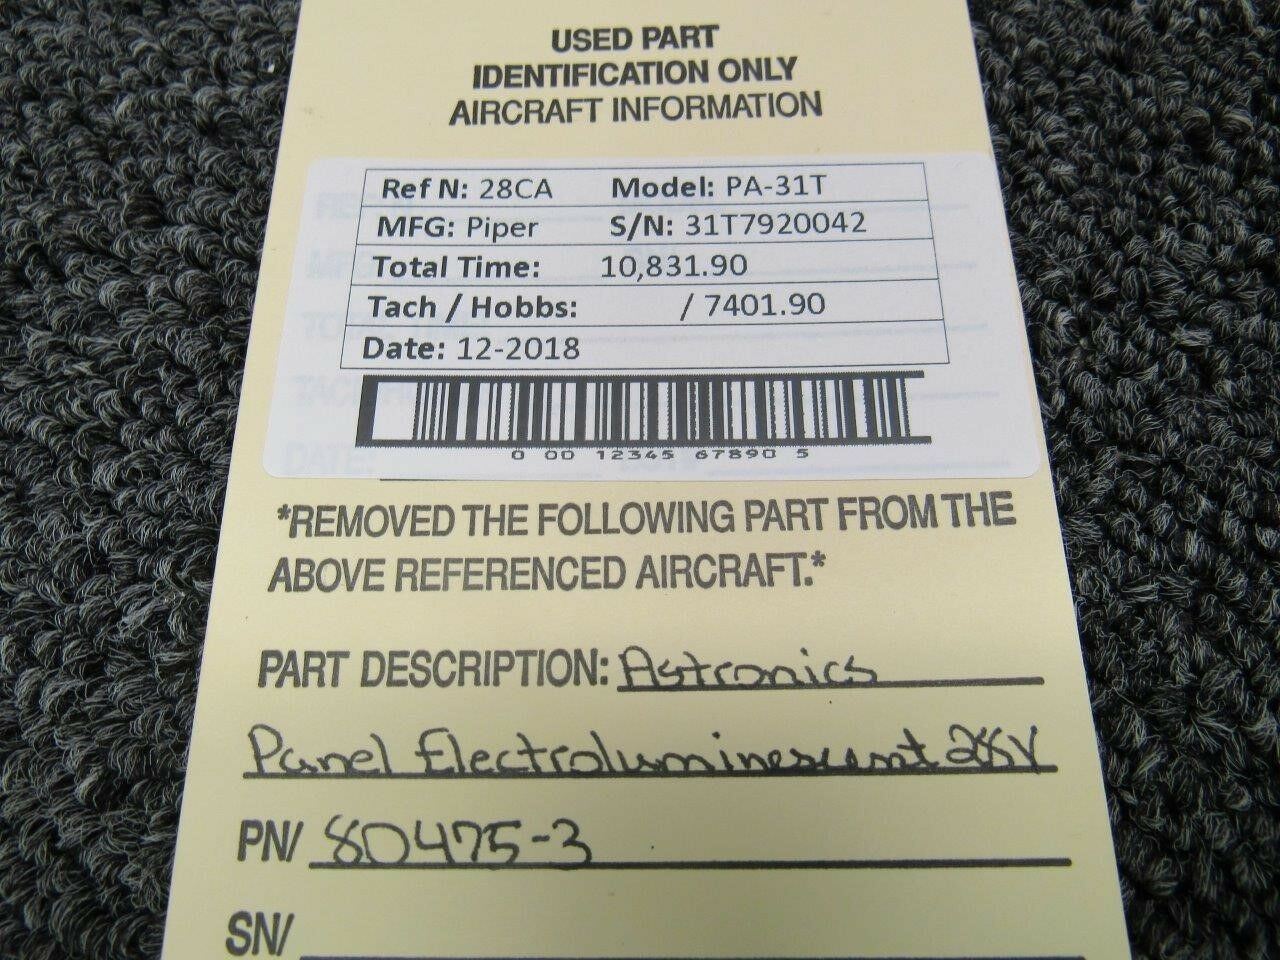 USED PART
IDENTIFICATION ONLY
AIRCRAFT INFORMATION
Ref N: 28CA Model: PA-31T
MFG: Piper S/N: 31T7920042
Total Time: 10,831.90
Tach / Hobbs: / 7401.90
Date: 12-2018
0 00 12345 67890 5
*REMOVED THE FOLLOWING PART FROM THE
ABOVE REFERENCED AIRCRAFT.*
PART DESCRIPTION: Astronics
Panel Electroluminescent 28V
PN/ 80475-3
SN/